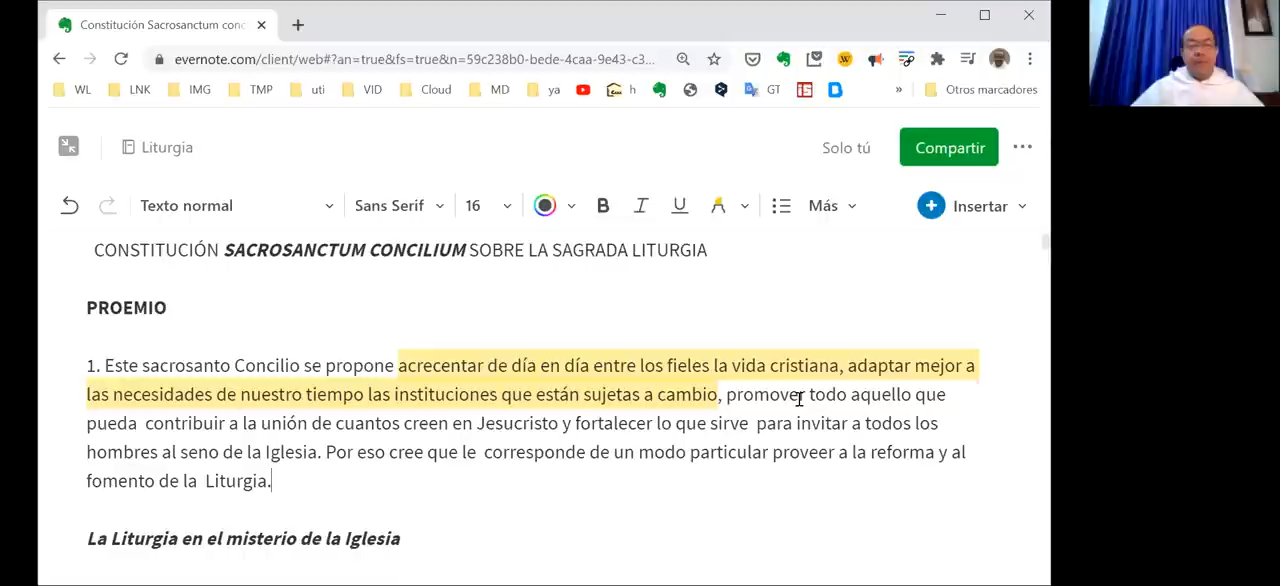 Constitución Sacrosanctum conc
evernote.com/client/web#?an=true&fs=true&n=59c238b0-bede-4caa-9e43-c3...
WL LNK IMG TMP uti VID Cloud MD ya h GT » Otros marcadores
Liturgia Solo tú Compartir
Texto normal Sans Serif 16 B I U Más Insertar
CONSTITUCIÓN SACROSANCTUM CONCILIUM SOBRE LA SAGRADA LITURGIA
PROEMIO
1. Este sacrosanto Concilio se propone acrecentar de día en día entre los fieles la vida cristiana, adaptar mejor a
las necesidades de nuestro tiempo las instituciones que están sujetas a cambio, promover todo aquello que
pueda contribuir a la unión de cuantos creen en Jesucristo y fortalecer lo que sirve para invitar a todos los
hombres al seno de la Iglesia. Por eso cree que le corresponde de un modo particular proveer a la reforma y al
fomento de la Liturgia.
La Liturgia en el misterio de la Iglesia